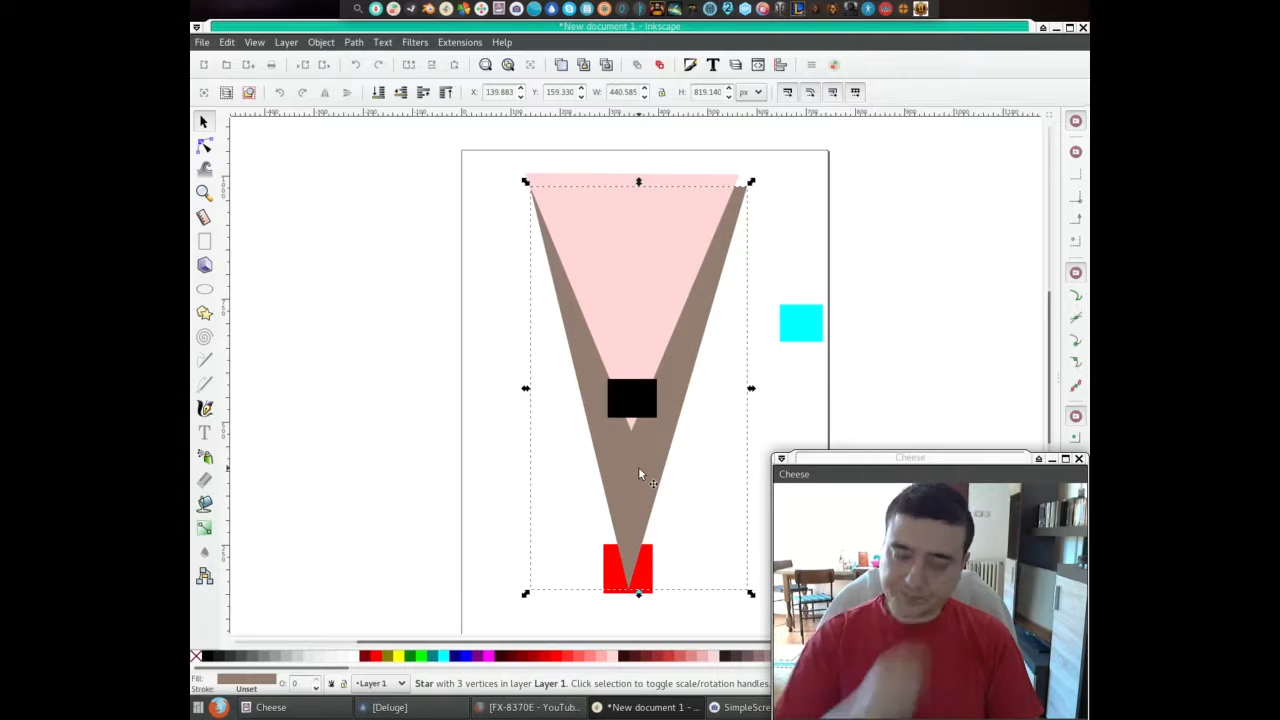 *New document 1 - Inkscape
File Edit View Layer Object Path Text Filters Extensions Help
X: 139.883 Y: 159.330 W: 440.585 H: 819.140 px
Cheese
Cheese
Fill:
Stroke: Unset
O: 0
•Layer 1
Star with 3 vertices in layer Layer 1. Click selection to toggle scale/rotation handles.
Cheese
[Deluge]
[FX-8370E - YouTub...
*New document 1 - ...
SimpleScre